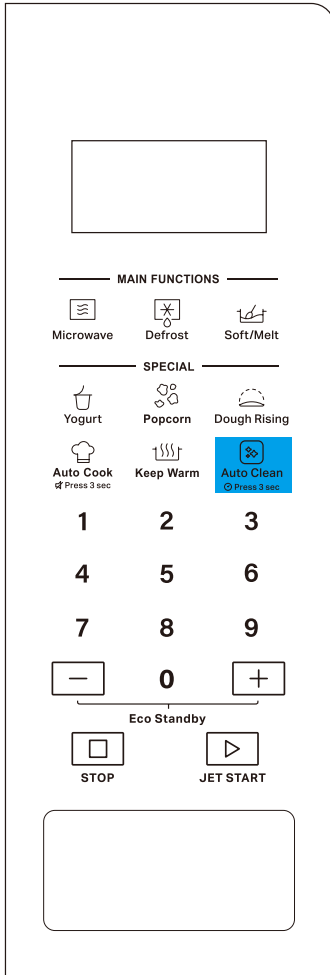 MAIN FUNCTIONS
Microwave Defrost Soft/Melt
SPECIAL
Yogurt Popcorn Dough Rising
Auto Cook Keep Warm Auto Clean
Press 3 sec Press 3 sec
1 2 3
4 5 6
7 8 9
− 0 +
Eco Standby
STOP JET START